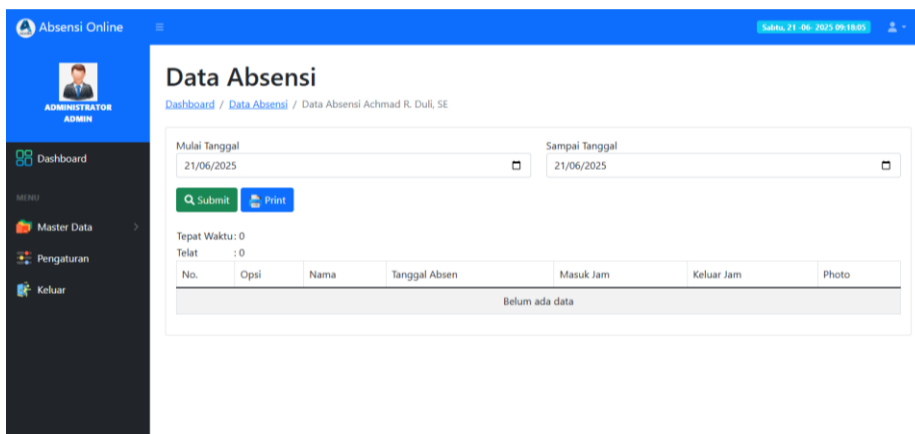 Absensi Online
Sabtu, 21 -06- 2025 09:18:05
ADMINISTRATOR
ADMIN
Dashboard
MENU
Master Data
Pengaturan
Keluar
Data Absensi
Dashboard / Data Absensi / Data Absensi Achmad R. Duli, SE
Mulai Tanggal Sampai Tanggal
21/06/2025 21/06/2025
Submit Print
Tepat Waktu : 0
Telat : 0
No. Opsi Nama Tanggal Absen Masuk Jam Keluar Jam Photo
Belum ada data